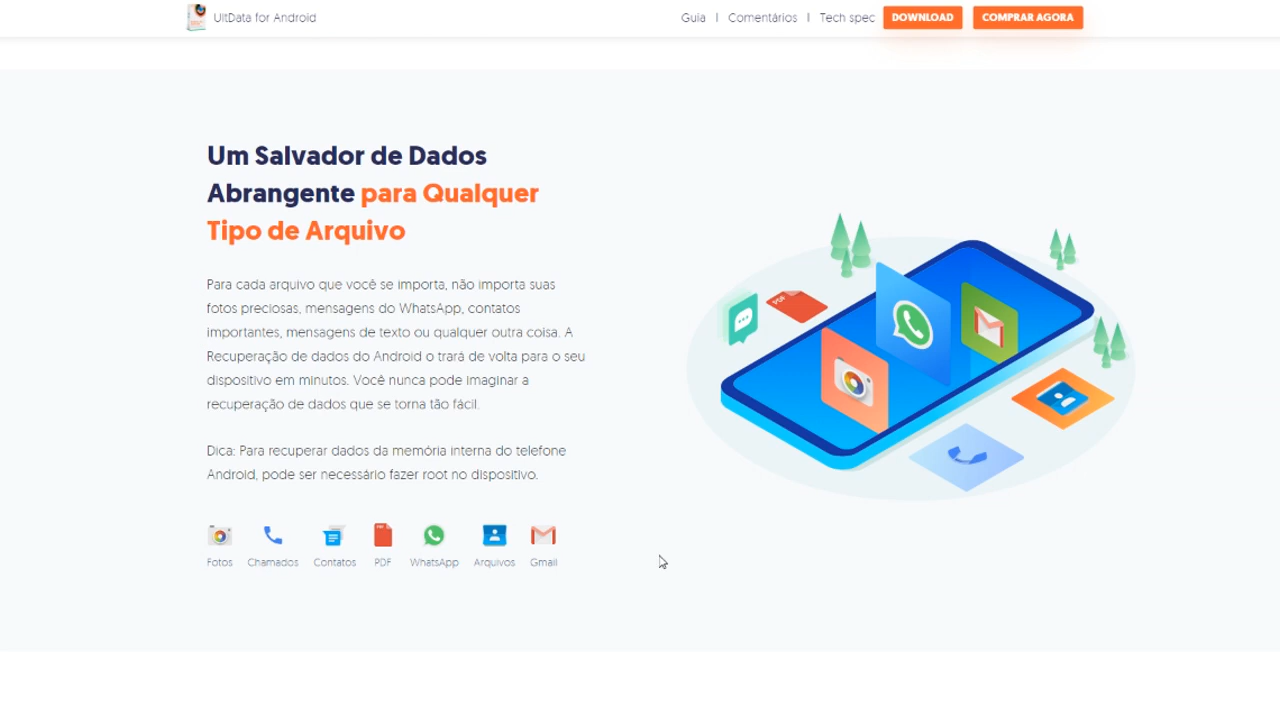 UltData for Android
Guia | Comentários | Tech spec DOWNLOAD COMPRAR AGORA
Um Salvador de Dados
Abrangente para Qualquer
Tipo de Arquivo
Para cada arquivo que você se importa, não importa suas
fotos preciosas, mensagens do WhatsApp, contatos
importantes, mensagens de texto ou qualquer outra coisa. A
Recuperação de dados do Android o trará de volta para o seu
dispositivo em minutos. Você nunca pode imaginar a
recuperação de dados que se torna tão fácil.
Dica: Para recuperar dados da memória interna do telefone
Android, pode ser necessário fazer root no dispositivo.
Fotos Chamados Contatos PDF WhatsApp Arquivos Gmail
PDF